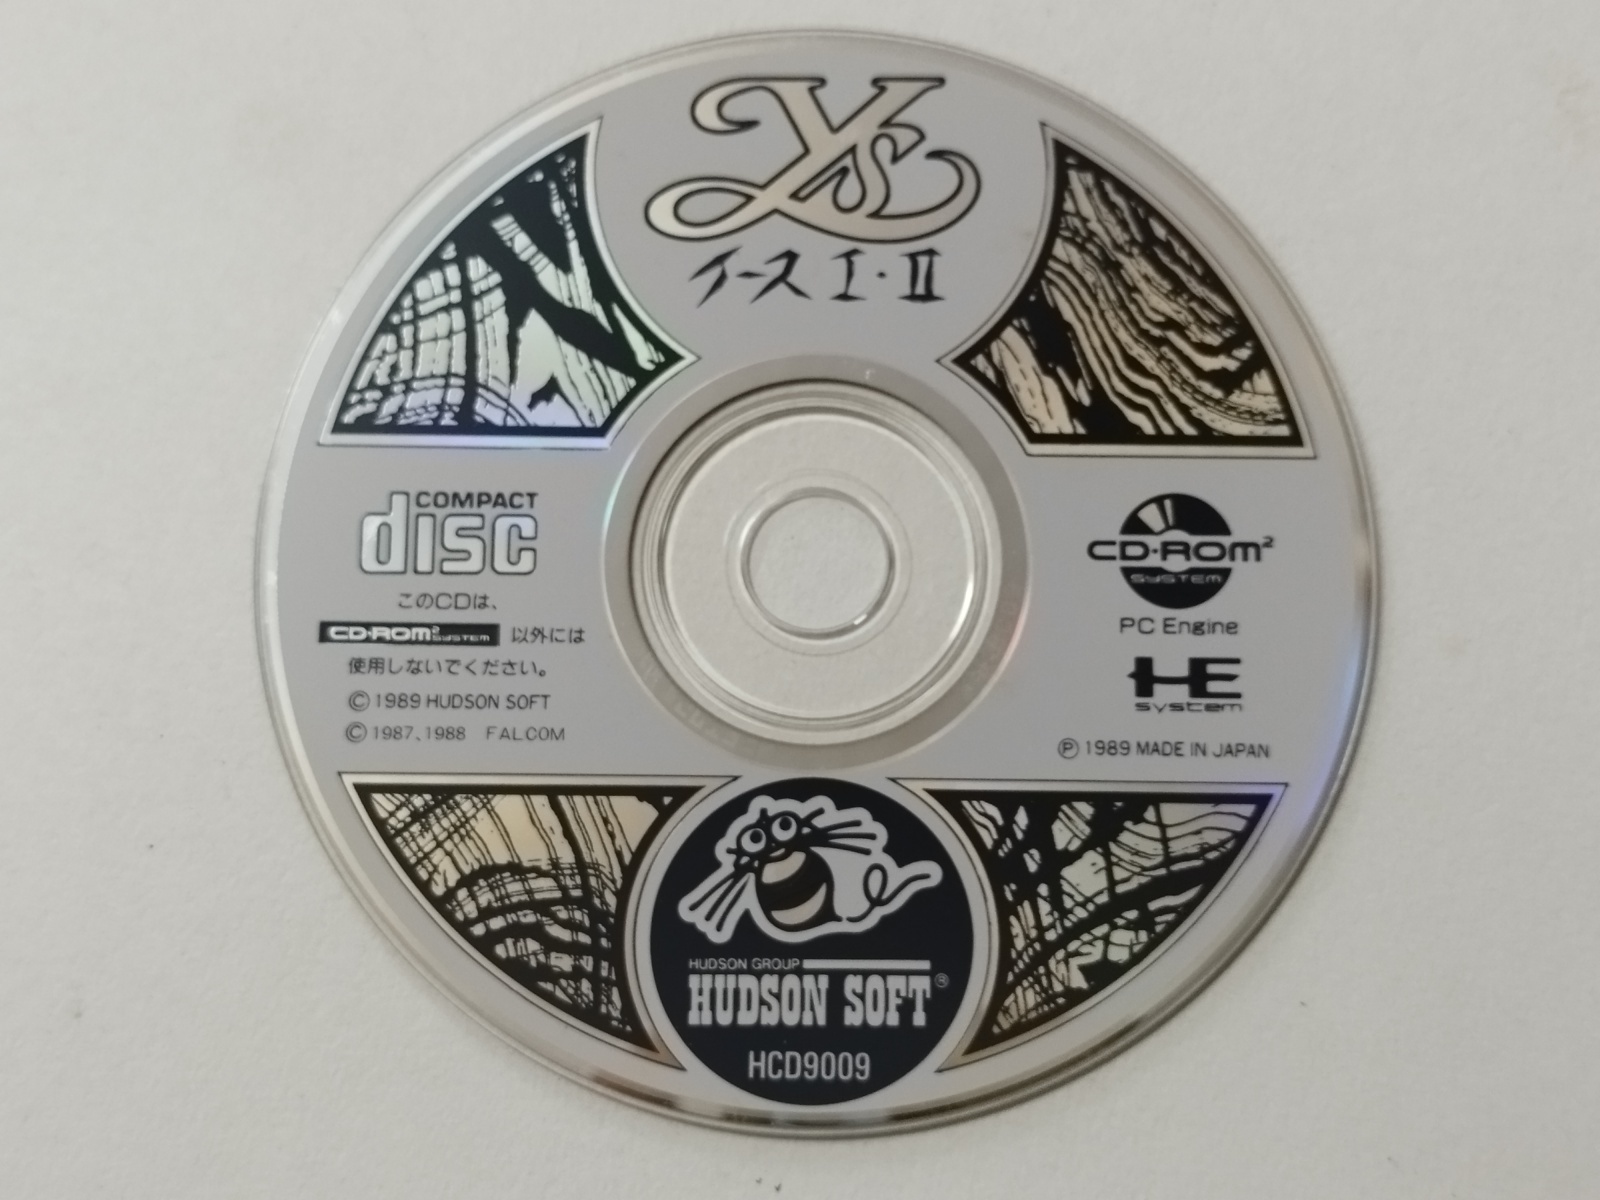 Ys
イース I・II
COMPACT
disc
このCDは、
CD・ROM² SYSTEM 以外には
使用しないでください。
© 1989 HUDSON SOFT
© 1987、1988 FALCOM
CD・ROM²
SYSTEM
PC Engine
HE
system
Ⓟ 1989 MADE IN JAPAN
HUDSON GROUP
HUDSON SOFT®
HCD9009